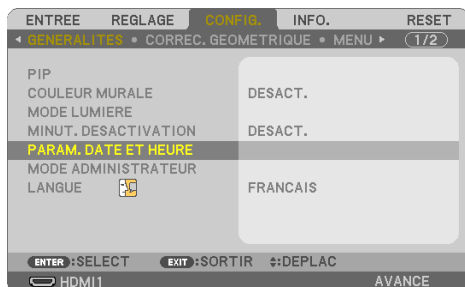 ENTREE REGLAGE CONFIG. INFO. RESET
GENERALITES • CORREC. GEOMETRIQUE • MENU 1/2
PIP
COULEUR MURALE DESACT.
MODE LUMIERE
MINUT. DESACTIVATION DESACT.
PARAM. DATE ET HEURE
MODE ADMINISTRATEUR
LANGUE FRANCAIS
ENTER :SELECT EXIT :SORTIR :DEPLAC
HDMI1 AVANCE